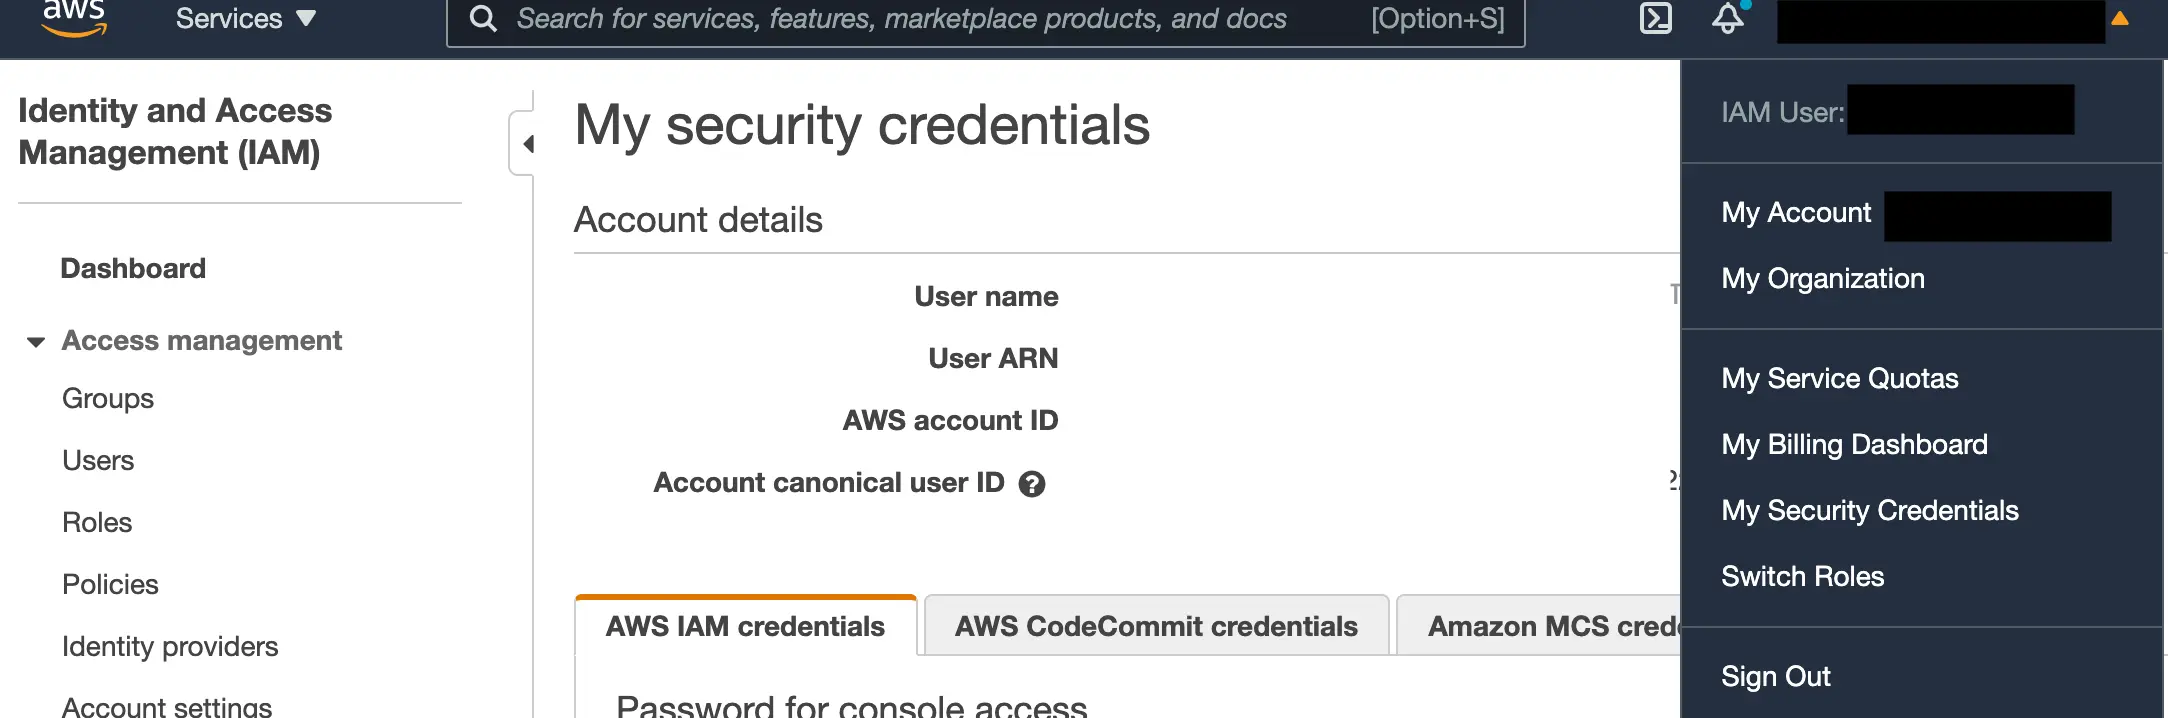 aws
Services
Search for services, features, marketplace products, and docs
[Option+S]
Identity and Access
Management (IAM)
Dashboard
Access management
Groups
Users
Roles
Policies
Identity providers
Account settings
My security credentials
Account details
User name
User ARN
AWS account ID
Account canonical user ID
AWS IAM credentials
AWS CodeCommit credentials
Amazon MCS
Password for console access
IAM User:
My Account
My Organization
My Service Quotas
My Billing Dashboard
My Security Credentials
Switch Roles
Sign Out